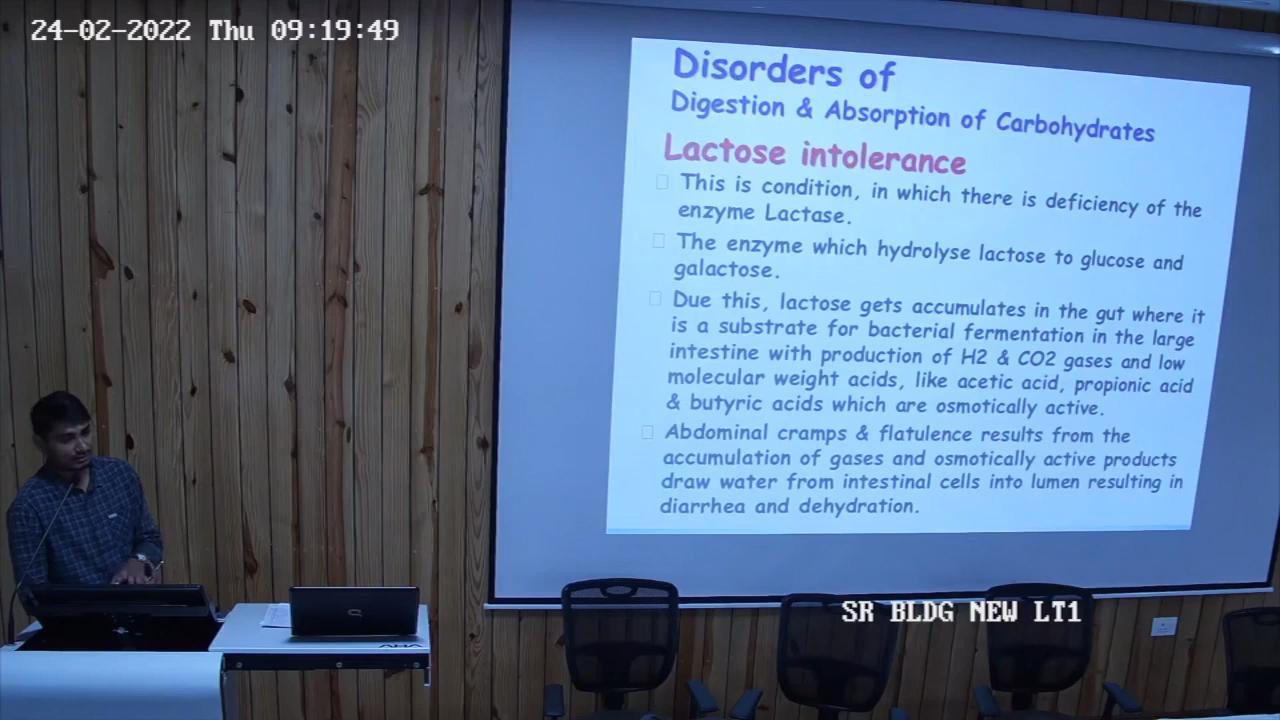 24-02-2022 Thu 09:19:49
Disorders of
Digestion & Absorption of Carbohydrates
Lactose intolerance
This is condition, in which there is deficiency of the
enzyme Lactase.
The enzyme which hydrolyse lactose to glucose and
galactose.
Due this, lactose gets accumulates in the gut where it
is a substrate for bacterial fermentation in the large
intestine with production of H2 & CO2 gases and low
molecular weight acids, like acetic acid, propionic acid
& butyric acids which are osmotically active.
Abdominal cramps & flatulence results from the
accumulation of gases and osmotically active products
draw water from intestinal cells into lumen resulting in
diarrhea and dehydration.
SR BLDG NEW LT1